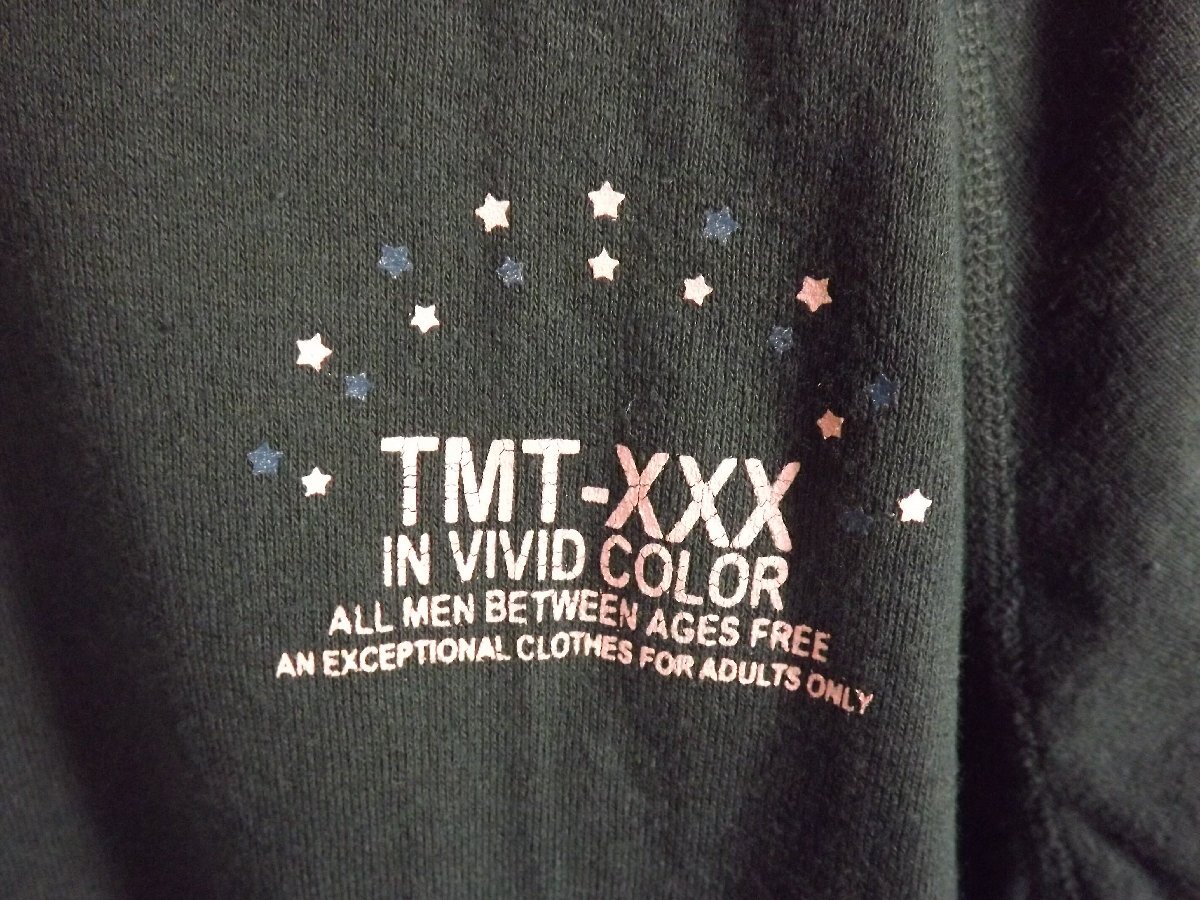 TMT-XXX
IN VIVID COLOR
ALL MEN BETWEEN AGES FREE
AN EXCEPTIONAL CLOTHES FOR ADULTS ONLY